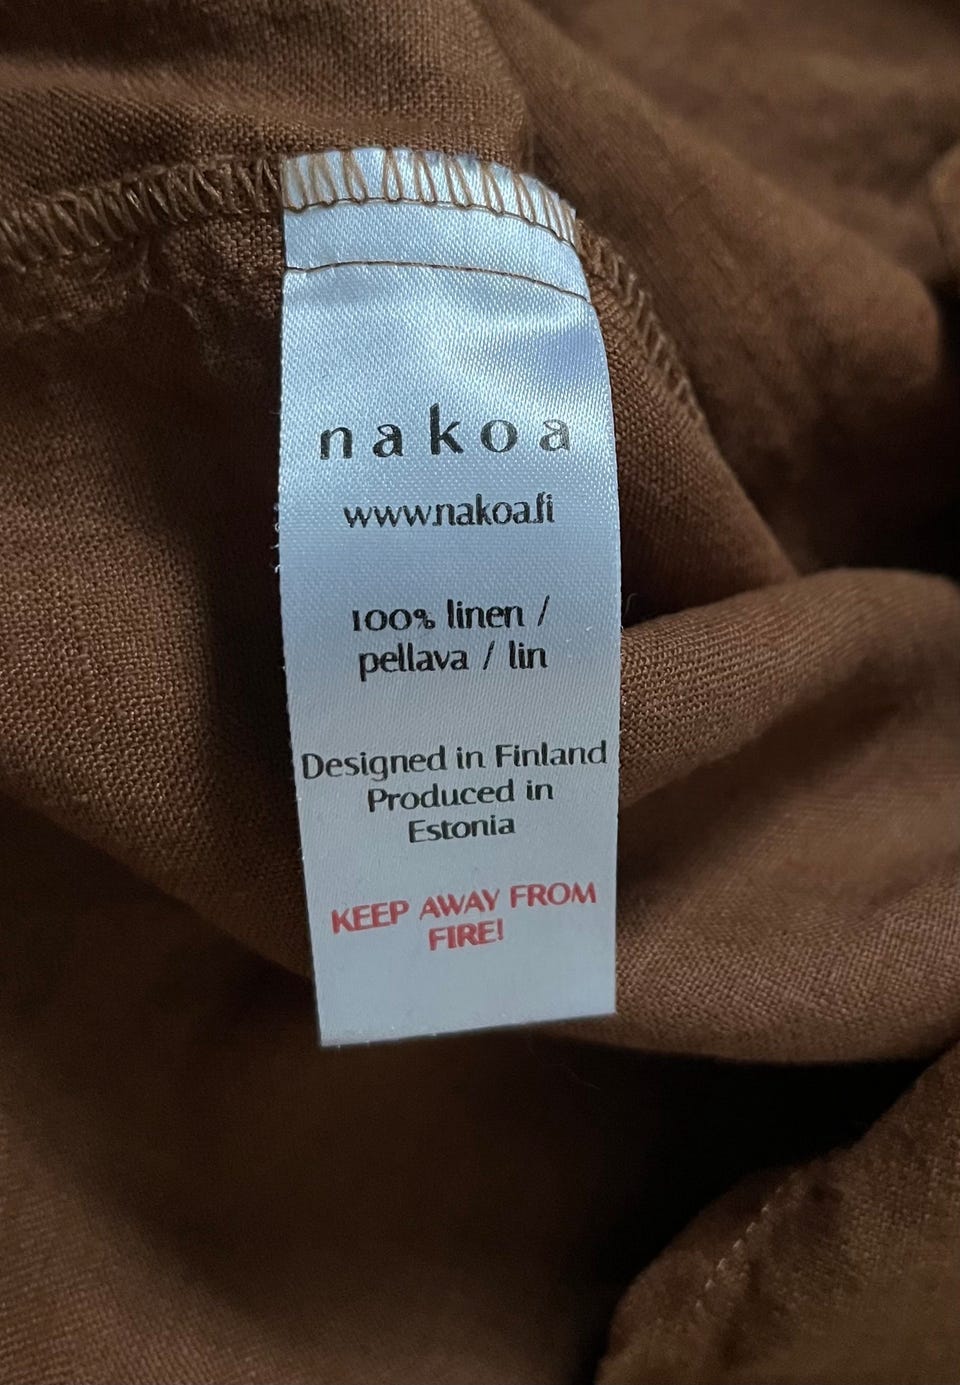 nakoa
www.nakoa.fi
100% linen /
pellava / lin
Designed in Finland
Produced in
Estonia
KEEP AWAY FROM
FIRE!